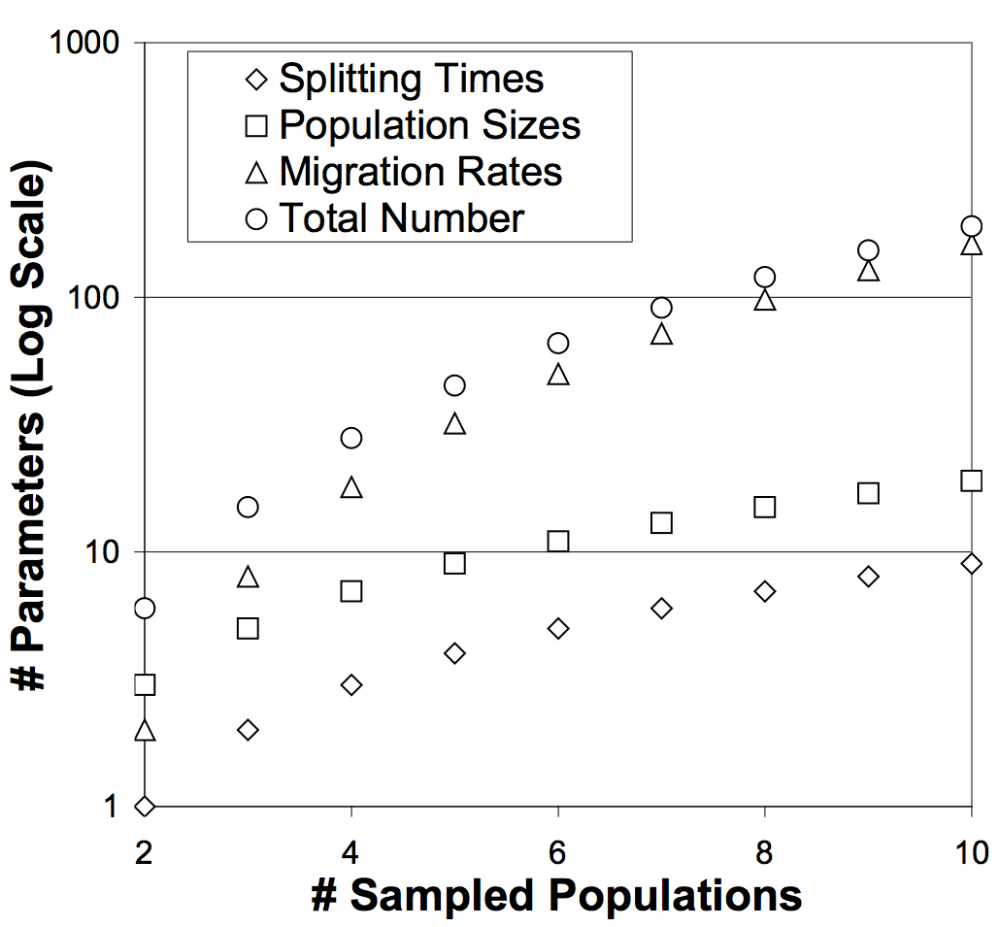 1000
Splitting Times
Population Sizes
Migration Rates
Total Number
100
10
1
# Parameters (Log Scale)
2 4 6 8 10
# Sampled Populations